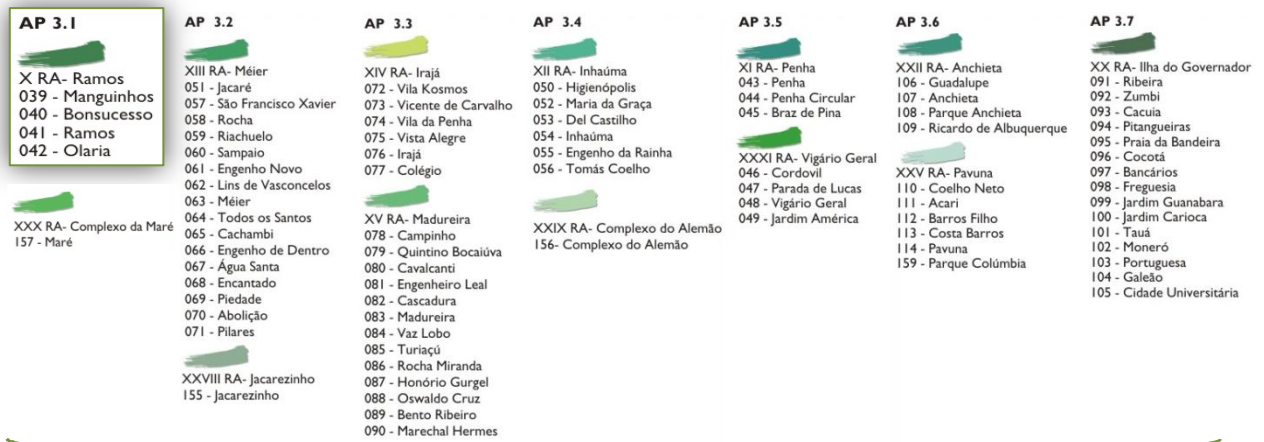 AP 3.1
X RA- Ramos
039 - Manguinhos
040 - Bonsucesso
041 - Ramos
042 - Olaria
XXX RA- Complexo da Maré
157 - Maré
AP 3.2
XIII RA- Méier
051 - Jacaré
057 - São Francisco Xavier
058 - Rocha
059 - Riachuelo
060 - Sampaio
061 - Engenho Novo
062 - Lins de Vasconcelos
063 - Méier
064 - Todos os Santos
065 - Cachambi
066 - Engenho de Dentro
067 - Água Santa
068 - Encantado
069 - Piedade
070 - Abolição
071 - Pilares
XXVIII RA- Jacarezinho
155 - Jacarezinho
AP 3.3
XIV RA- Irajá
072 - Vila Kosmos
073 - Vicente de Carvalho
074 - Vila da Penha
075 - Vista Alegre
076 - Irajá
077 - Colégio
XV RA- Madureira
078 - Campinho
079 - Quintino Bocaiúva
080 - Cavalcanti
081 - Engenheiro Leal
082 - Cascadura
083 - Madureira
084 - Vaz Lobo
085 - Turiaçú
086 - Rocha Miranda
087 - Honório Gurgel
088 - Oswaldo Cruz
089 - Bento Ribeiro
090 - Marechal Hermes
AP 3.4
XII RA- Inhaúma
050 - Higienópolis
052 - Maria da Graça
053 - Del Castilho
054 - Inhaúma
055 - Engenho da Rainha
056 - Tomás Coelho
XXIX RA- Complexo do Alemão
156- Complexo do Alemão
AP 3.5
XI RA- Penha
043 - Penha
044 - Penha Circular
045 - Braz de Pina
XXXI RA- Vigário Geral
046 - Cordovil
047 - Parada de Lucas
048 - Vigário Geral
049 - Jardim América
AP 3.6
XXII RA- Anchieta
106 - Guadalupe
107 - Anchieta
108 - Parque Anchieta
109 - Ricardo de Albuquerque
XXV RA- Pavuna
110 - Coelho Neto
111 - Acari
112 - Barros Filho
113 - Costa Barros
114 - Pavuna
159 - Parque Colúmbia
AP 3.7
XX RA- Ilha do Governador
091 - Ribeira
092 - Zumbi
093 - Cacuia
094 - Pitangueiras
095 - Praia da Bandeira
096 - Cocotá
097 - Bancários
098 - Freguesia
099 - Jardim Guanabara
100 - Jardim Carioca
101 - Tauá
102 - Moneró
103 - Portuguesa
104 - Galeão
105 - Cidade Universitária